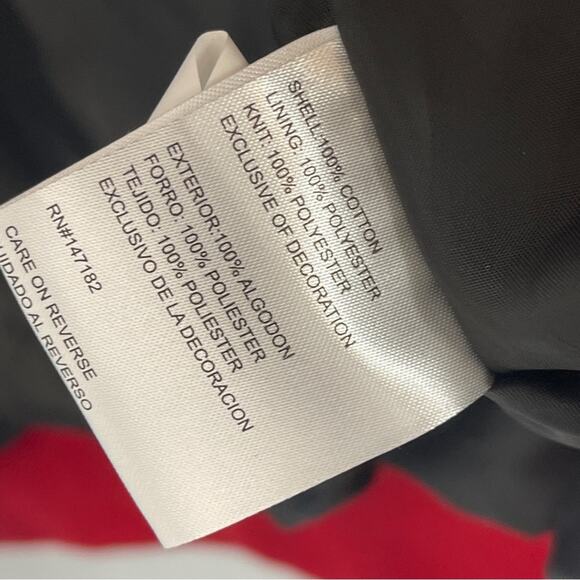 SHELL:100% COTTON
LINING: 100% POLYESTER
KNIT: 100% POLYESTER
EXCLUSIVE OF DECORATION
EXTERIOR:100% ALGODON
FORRO: 100% POLIESTER
TEJIDO: 100% POLIESTER
EXCLUSIVO DE LA DECORACION
RN#147182
CARE ON REVERSE
UIDADO AL REVERSO